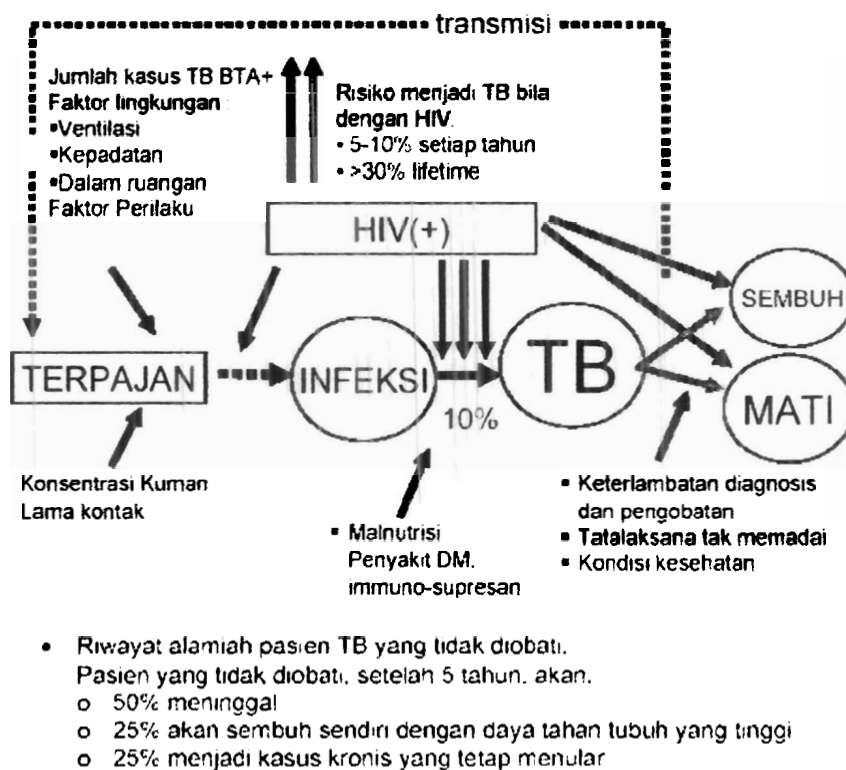 transmisi
Jumlah kasus TB BTA+
Faktor lingkungan
▪Ventilasi
▪Kepadatan
▪Dalam ruangan
Faktor Perilaku
Risiko menjadi TB bila
dengan HIV.
• 5-10% setiap tahun
• >30% lifetime
HIV(+)
SEMBUH
TERPAJAN
INFEKSI
10%
TB
MATI
Konsentrasi Kuman
Lama kontak
▪ Malnutrisi
Penyakit DM.
immuno-supresan
▪ Keterlambatan diagnosis
dan pengobatan
▪ Tatalaksana tak memadai
▪ Kondisi kesehatan
• Riwayat alamiah pasien TB yang tidak diobati.
Pasien yang tidak diobati, setelah 5 tahun, akan.
o 50% meninggal
o 25% akan sembuh sendiri dengan daya tahan tubuh yang tinggi
o 25% menjadi kasus kronis yang tetap menular